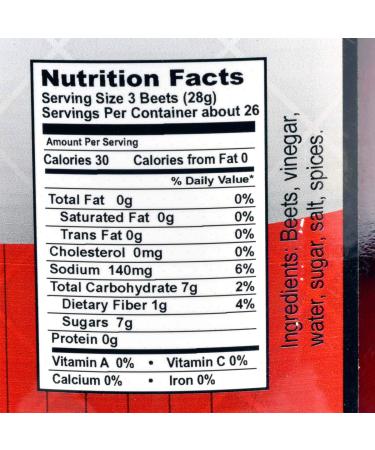 Nutrition Facts
Serving Size 3 Beets (28g)
Servings Per Container about 26
Amount Per Serving
Calories 30 Calories from Fat 0
% Daily Value*
Total Fat 0g 0%
Saturated Fat 0g 0%
Trans Fat 0g 0%
Cholesterol 0mg 0%
Sodium 140mg 6%
Total Carbohydrate 7g 2%
Dietary Fiber 1g 4%
Sugars 7g
Protein 0g
Vitamin A 0% • Vitamin C 0%
Calcium 0% • Iron 0%
Ingredients: Beets, vinegar,
water, sugar, salt, spices.